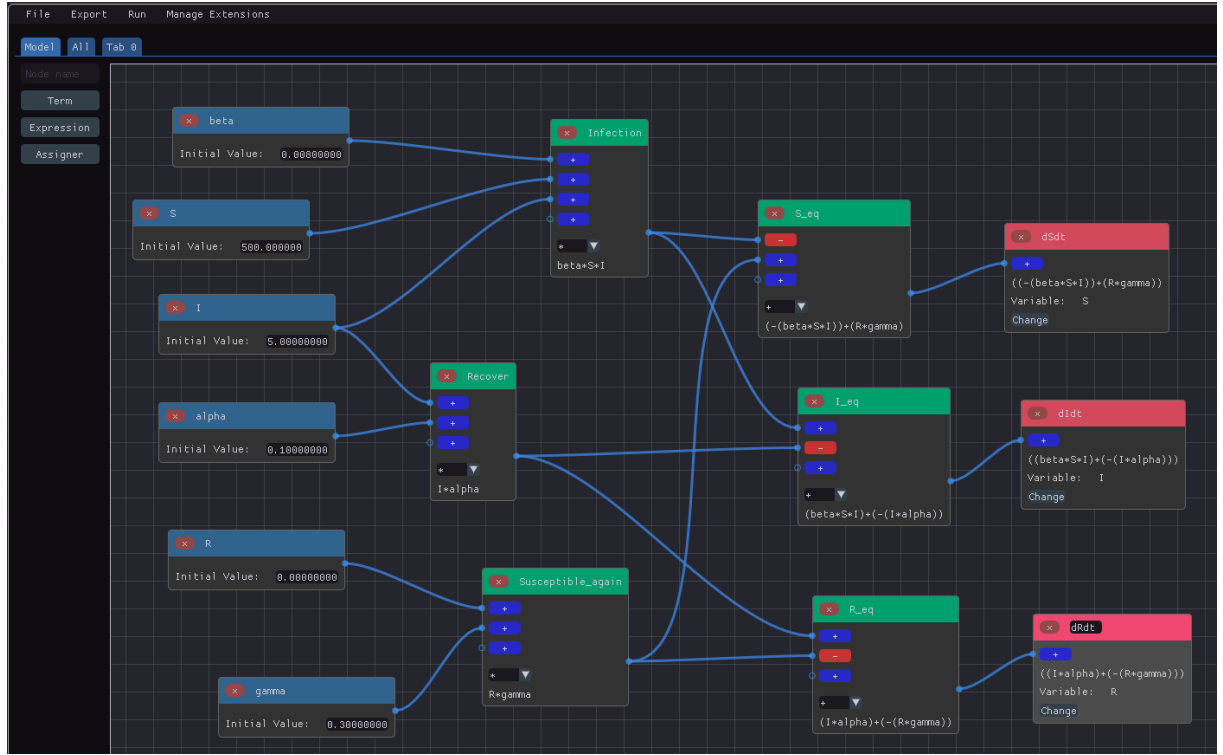 File Export Run Manage Extensions
Model All Tab 0
Node name
Term
Expression
Assigner
× beta
Initial Value: 0.00800000
× S
Initial Value: 500.000000
× I
Initial Value: 5.00000000
× alpha
Initial Value: 0.10000000
× R
Initial Value: 0.00000000
× gamma
Initial Value: 0.30000000
× Infection
+
+
+
+
* ▼
beta*S*I
× Recover
+
+
+
* ▼
I*alpha
× Susceptible_again
+
+
+
* ▼
R*gamma
× S_eq
-
+
+
+ ▼
(-(beta*S*I))+(R*gamma)
× I_eq
+
-
+
+ ▼
(beta*S*I)+(-(I*alpha))
× R_eq
+
-
+
+ ▼
(I*alpha)+(-(R*gamma))
× dSdt
+
((-(beta*S*I))+(R*gamma))
Variable: S
Change
× dIdt
+
((beta*S*I)+(-(I*alpha)))
Variable: I
Change
× dRdt
+
((I*alpha)+(-(R*gamma)))
Variable: R
Change